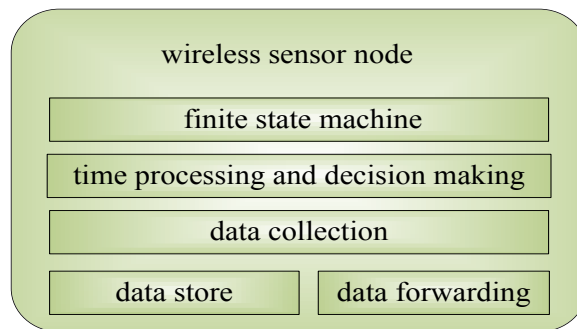 wireless sensor node
finite state machine
time processing and decision making
data collection
data store
data forwarding